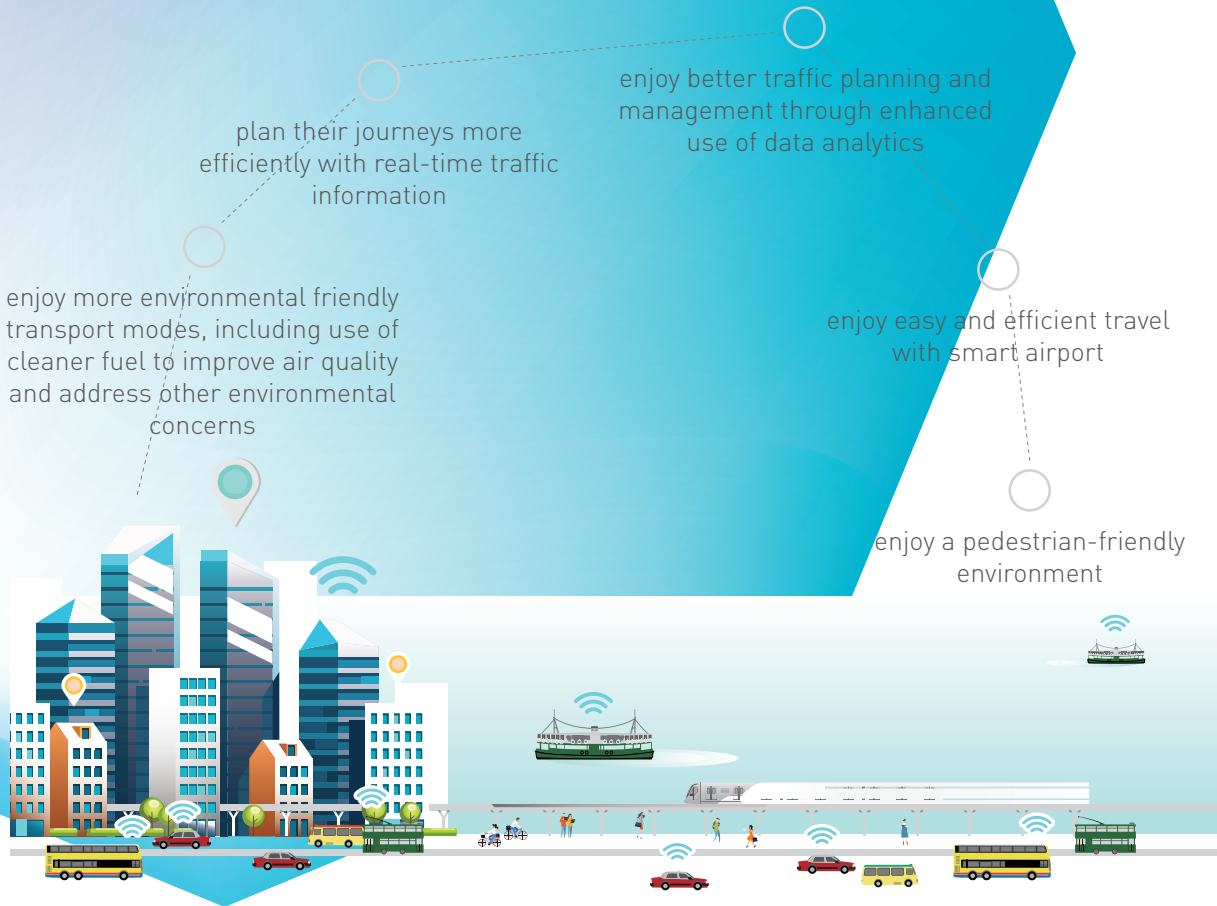 enjoy better traffic planning and
management through enhanced
use of data analytics
plan their journeys more
efficiently with real-time traffic
information
enjoy more environmental friendly
transport modes, including use of
cleaner fuel to improve air quality
and address other environmental
concerns
enjoy easy and efficient travel
with smart airport
enjoy a pedestrian-friendly
environment